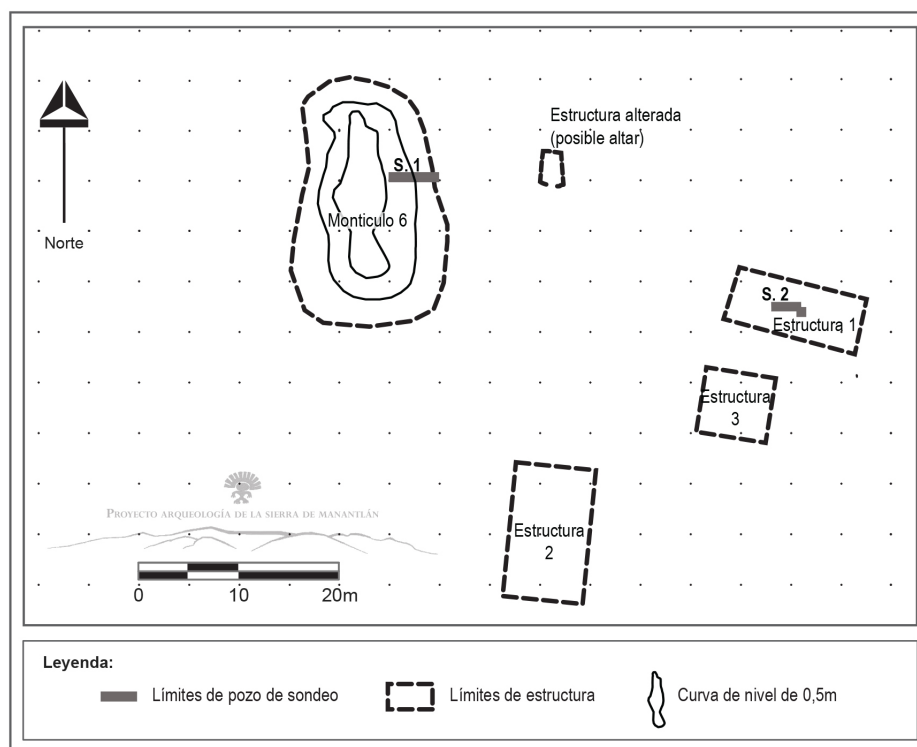 Estructura alterada
(posible altar)
S. 1
Monticulo 6
Norte
S. 2
Estructura 1
Estructura
3
Estructura
2
PROYECTO ARQUEOLOGÍA DE LA SIERRA DE MANANTLÁN
0 10 20m
Leyenda:
Límites de pozo de sondeo
Límites de estructura
Curva de nivel de 0,5m